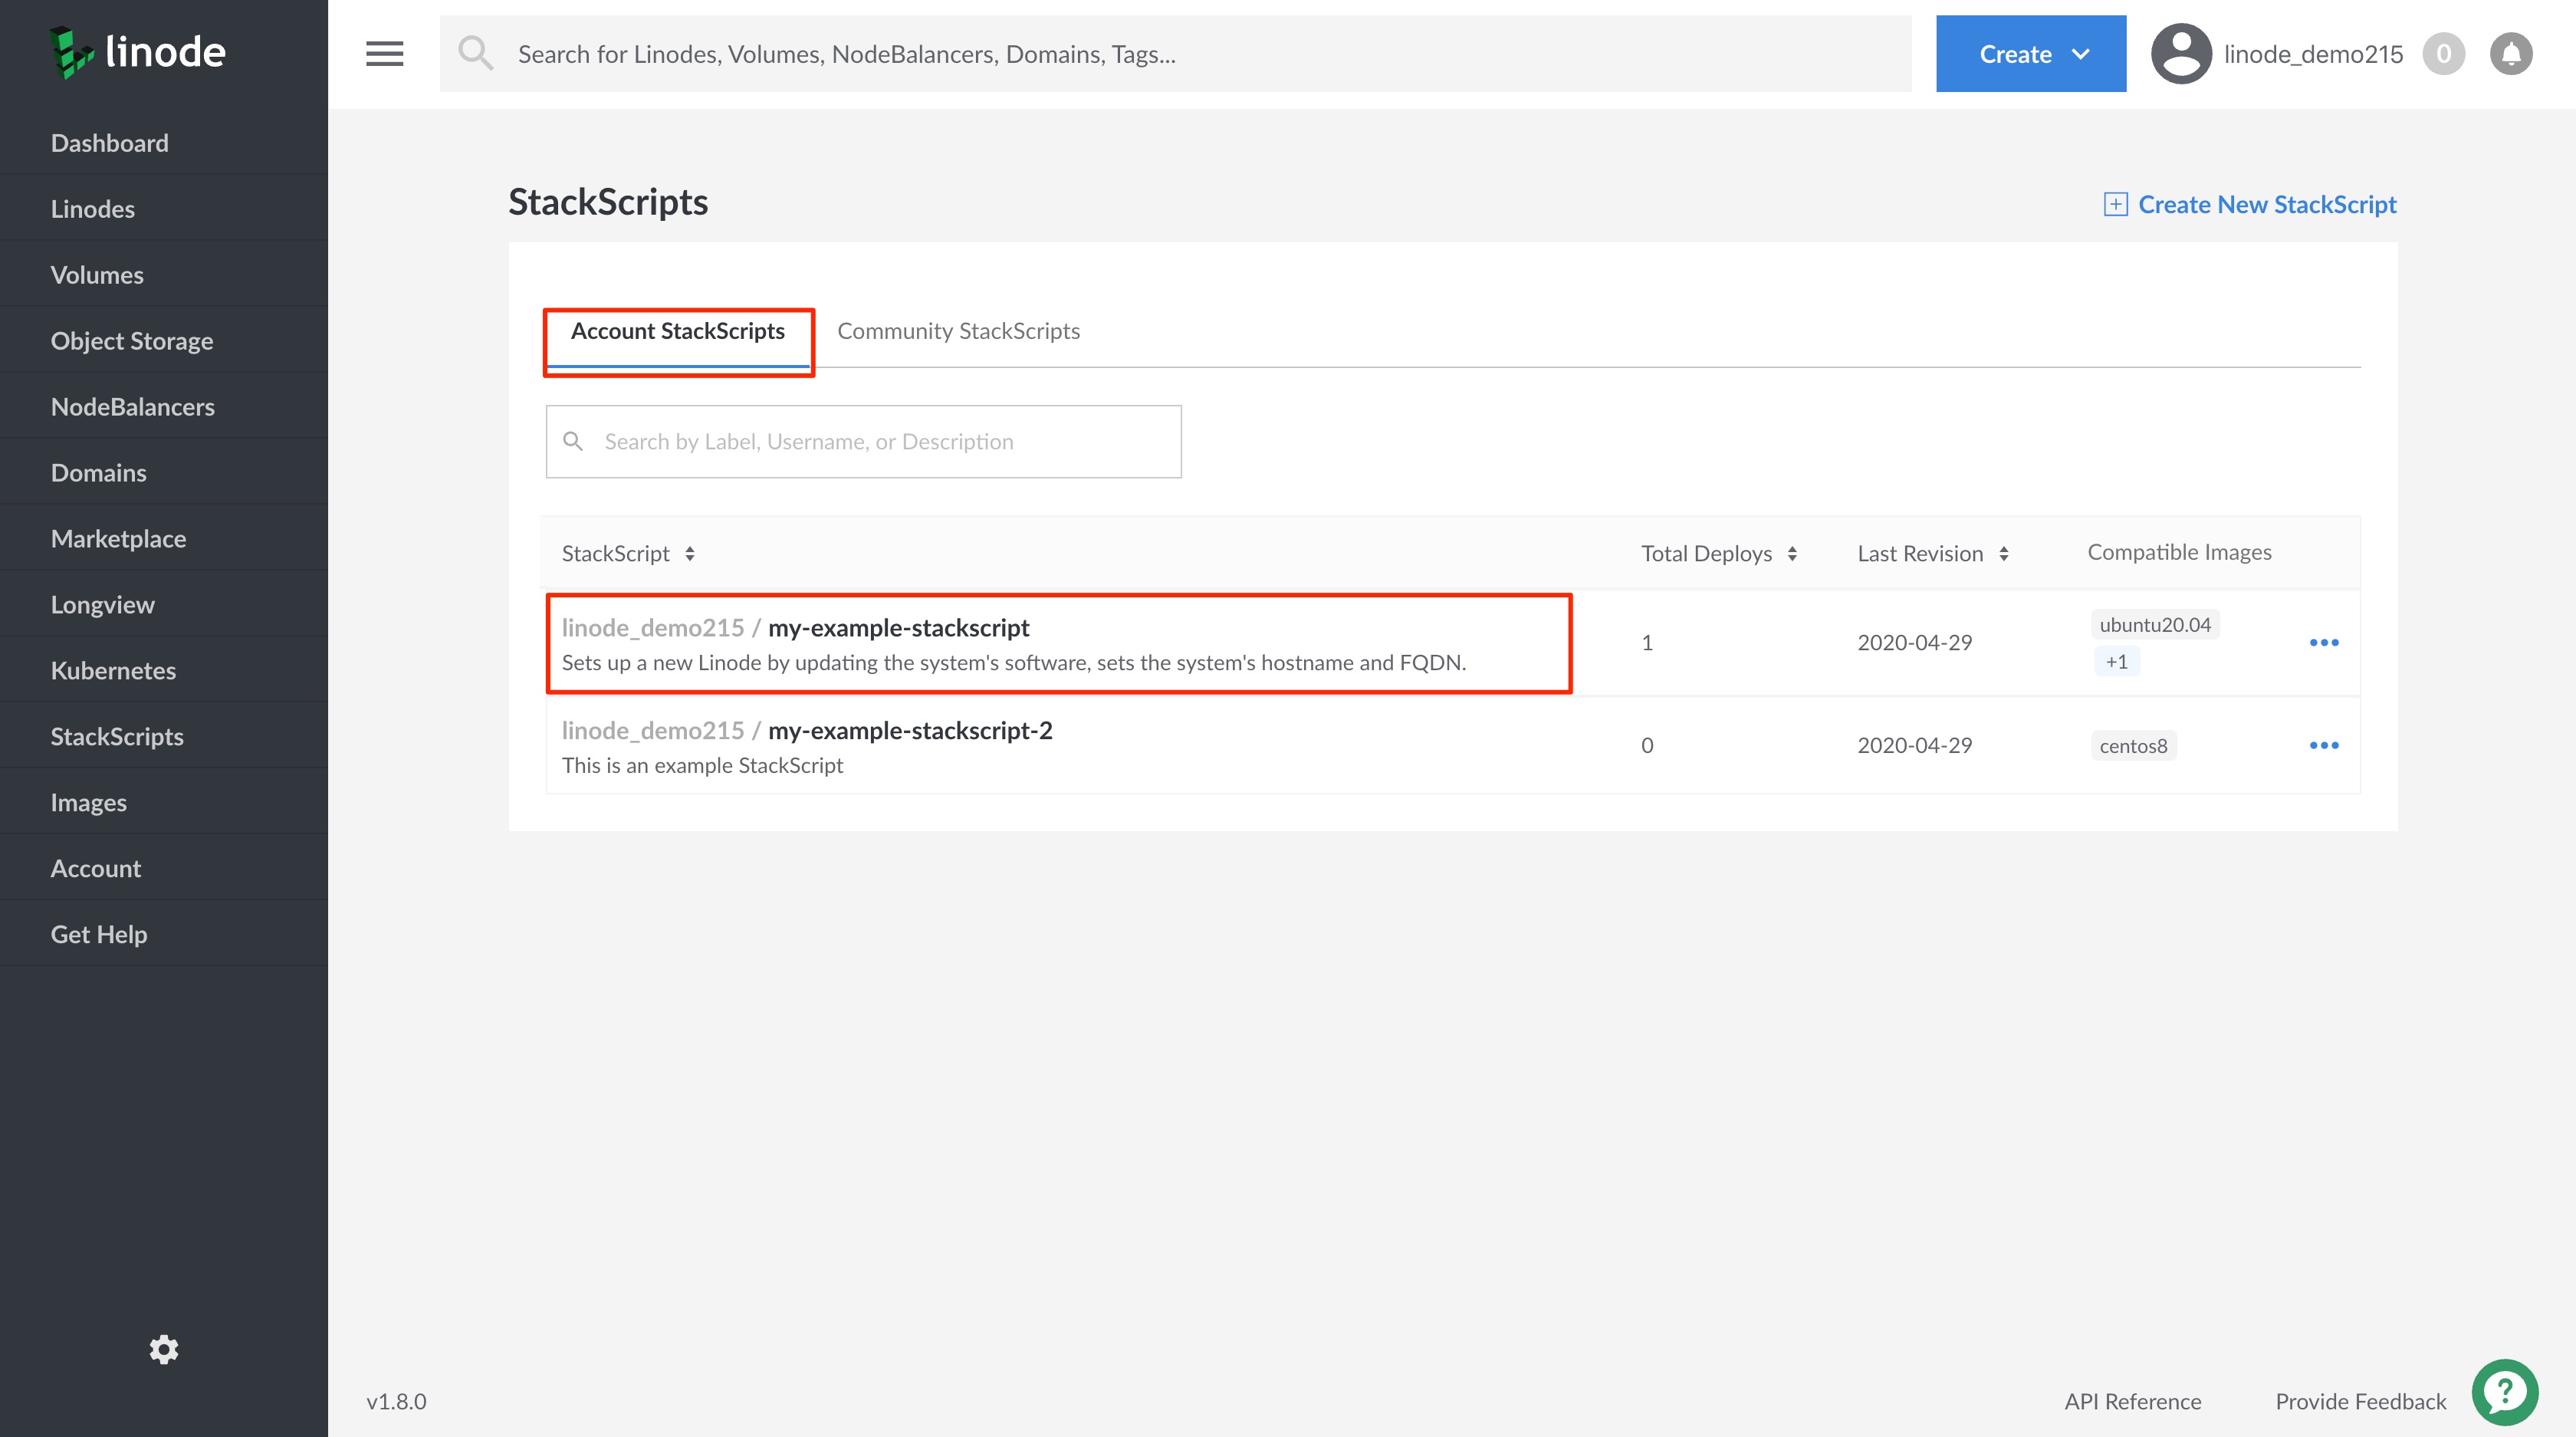 linode
Search for Linodes, Volumes, NodeBalancers, Domains, Tags...
Create
linode_demo215
0
Dashboard
Linodes
Volumes
Object Storage
NodeBalancers
Domains
Marketplace
Longview
Kubernetes
StackScripts
Images
Account
Get Help
StackScripts
Create New StackScript
Account StackScripts
Community StackScripts
Search by Label, Username, or Description
StackScript Total Deploys Last Revision Compatible Images
linode_demo215 / my-example-stackscript
Sets up a new Linode by updating the system's software, sets the system's hostname and FQDN.
1
2020-04-29
ubuntu20.04
+1
linode_demo215 / my-example-stackscript-2
This is an example StackScript
0
2020-04-29
centos8
v1.8.0
API Reference
Provide Feedback
?